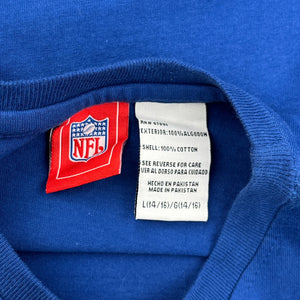 NFL
EXTERIOR: 100% ALGODON
SHELL: 100% COTTON
SEE REVERSE FOR CARE
VER AL DORSO PARA CUIDADO
HECHO EN PAKISTAN
MADE IN PAKISTAN
L(14/16)/G(14/16)